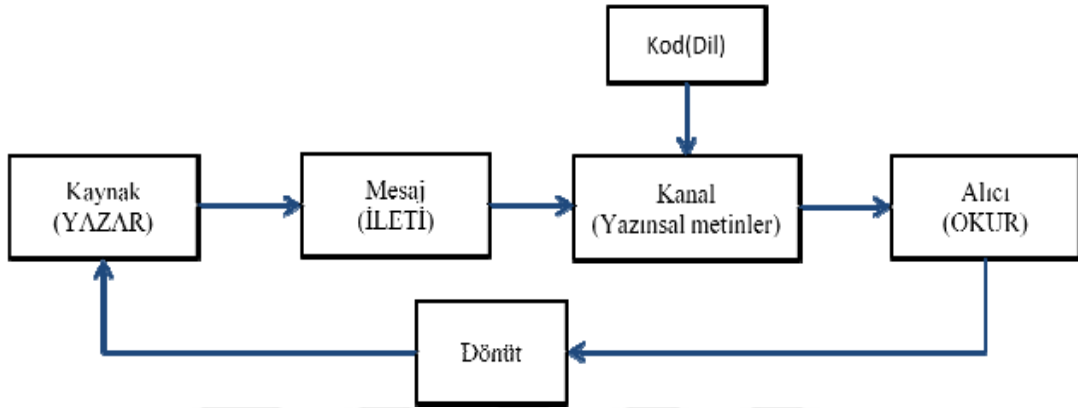 Kod(Dil)
Kaynak
(YAZAR)
Mesaj
(İLETİ)
Kanal
(Yazınsal metinler)
Alıcı
(OKUR)
Dönüt